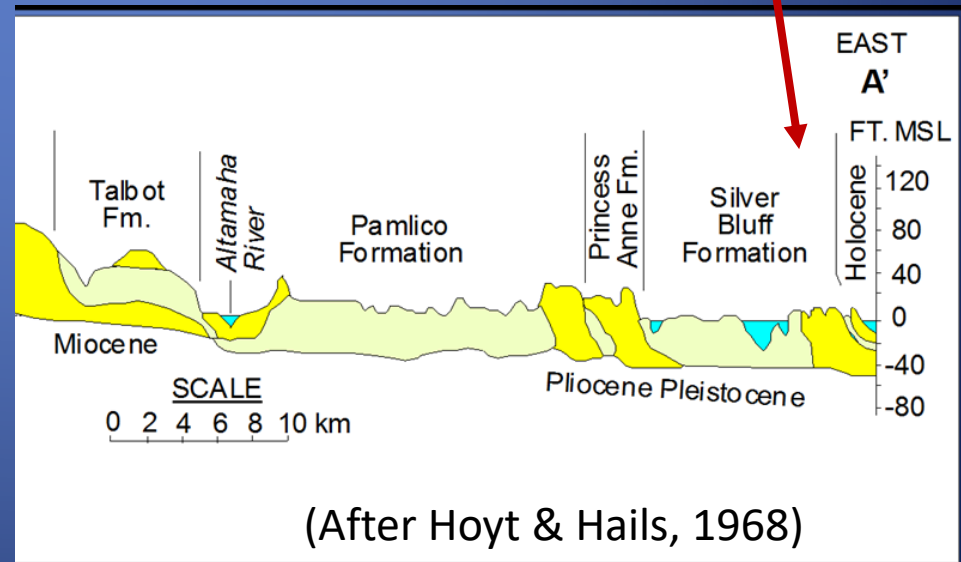 EAST
A’
FT. MSL
Talbot
Fm.
Altamaha
River
Pamlico
Formation
Princess
Anne Fm.
Silver
Bluff
Formation
Holocene
120
80
40
0
-40
-80
Miocene
Pliocene Pleistocene
SCALE
0 2 4 6 8 10 km
(After Hoyt & Hails, 1968)